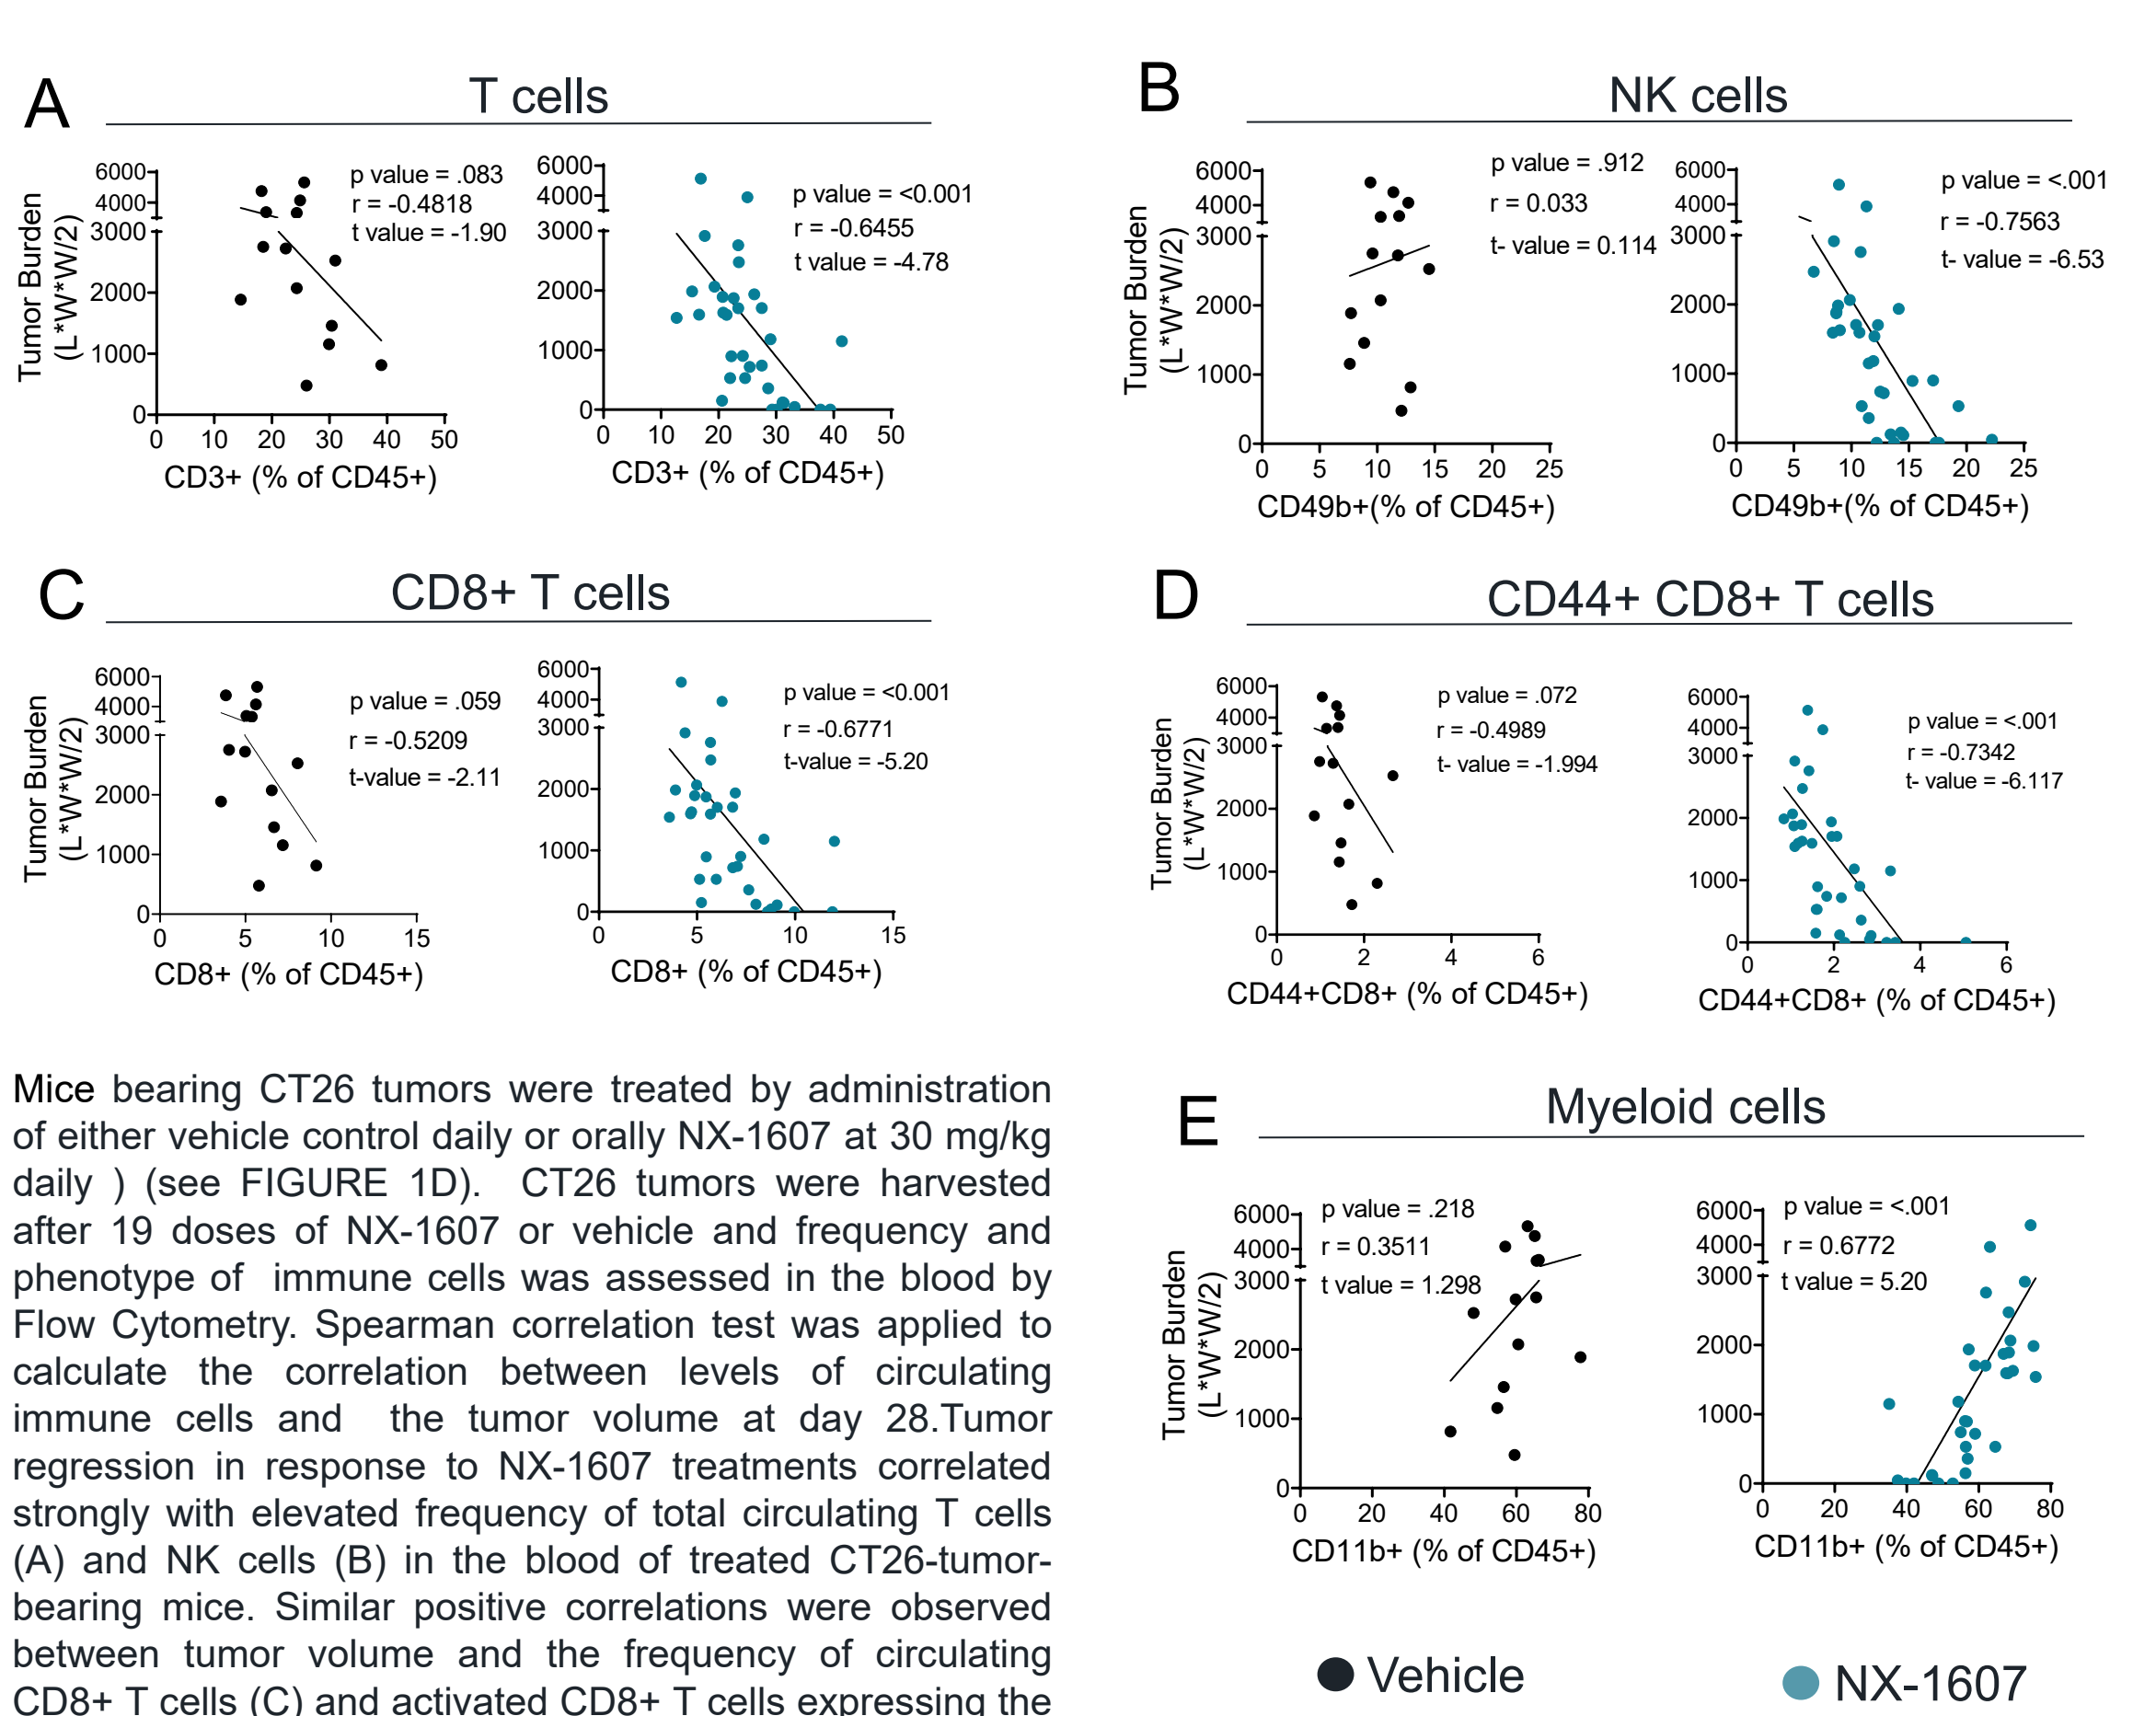 A
T cells
6000
4000
3000
2000
1000
0
0 10 20 30 40 50
Tumor Burden
(L*W*W/2)
CD3+ (% of CD45+)
p value = .083
r = -0.4818
t value = -1.90
6000
4000
3000
2000
1000
0
0 10 20 30 40 50
CD3+ (% of CD45+)
p value = <0.001
r = -0.6455
t value = -4.78
B
NK cells
6000
4000
3000
2000
1000
0
0 5 10 15 20 25
Tumor Burden
(L*W*W/2)
CD49b+(% of CD45+)
p value = .912
r = 0.033
t- value = 0.114
6000
4000
3000
2000
1000
0
0 5 10 15 20 25
CD49b+(% of CD45+)
p value = <.001
r = -0.7563
t- value = -6.53
C
CD8+ T cells
6000
4000
3000
2000
1000
0
0 5 10 15
Tumor Burden
(L*W*W/2)
CD8+ (% of CD45+)
p value = .059
r = -0.5209
t-value = -2.11
6000
4000
3000
2000
1000
0
0 5 10 15
CD8+ (% of CD45+)
p value = <0.001
r = -0.6771
t-value = -5.20
D
CD44+ CD8+ T cells
6000
4000
3000
2000
1000
0
0 2 4 6
Tumor Burden
(L*W*W/2)
CD44+CD8+ (% of CD45+)
p value = .072
r = -0.4989
t- value = -1.994
6000
4000
3000
2000
1000
0
0 2 4 6
CD44+CD8+ (% of CD45+)
p value = <.001
r = -0.7342
t- value = -6.117
Mice bearing CT26 tumors were treated by administration
of either vehicle control daily or orally NX-1607 at 30 mg/kg
daily ) (see FIGURE 1D). CT26 tumors were harvested
after 19 doses of NX-1607 or vehicle and frequency and
phenotype of immune cells was assessed in the blood by
Flow Cytometry. Spearman correlation test was applied to
calculate the correlation between levels of circulating
immune cells and the tumor volume at day 28.Tumor
regression in response to NX-1607 treatments correlated
strongly with elevated frequency of total circulating T cells
(A) and NK cells (B) in the blood of treated CT26-tumor-
bearing mice. Similar positive correlations were observed
between tumor volume and the frequency of circulating
CD8+ T cells (C) and activated CD8+ T cells expressing the
E
Myeloid cells
6000
4000
3000
2000
1000
0
0 20 40 60 80
Tumor Burden
(L*W*W/2)
CD11b+ (% of CD45+)
p value = .218
r = 0.3511
t value = 1.298
6000
4000
3000
2000
1000
0
0 20 40 60 80
CD11b+ (% of CD45+)
p value = <.001
r = 0.6772
t value = 5.20
Vehicle
NX-1607